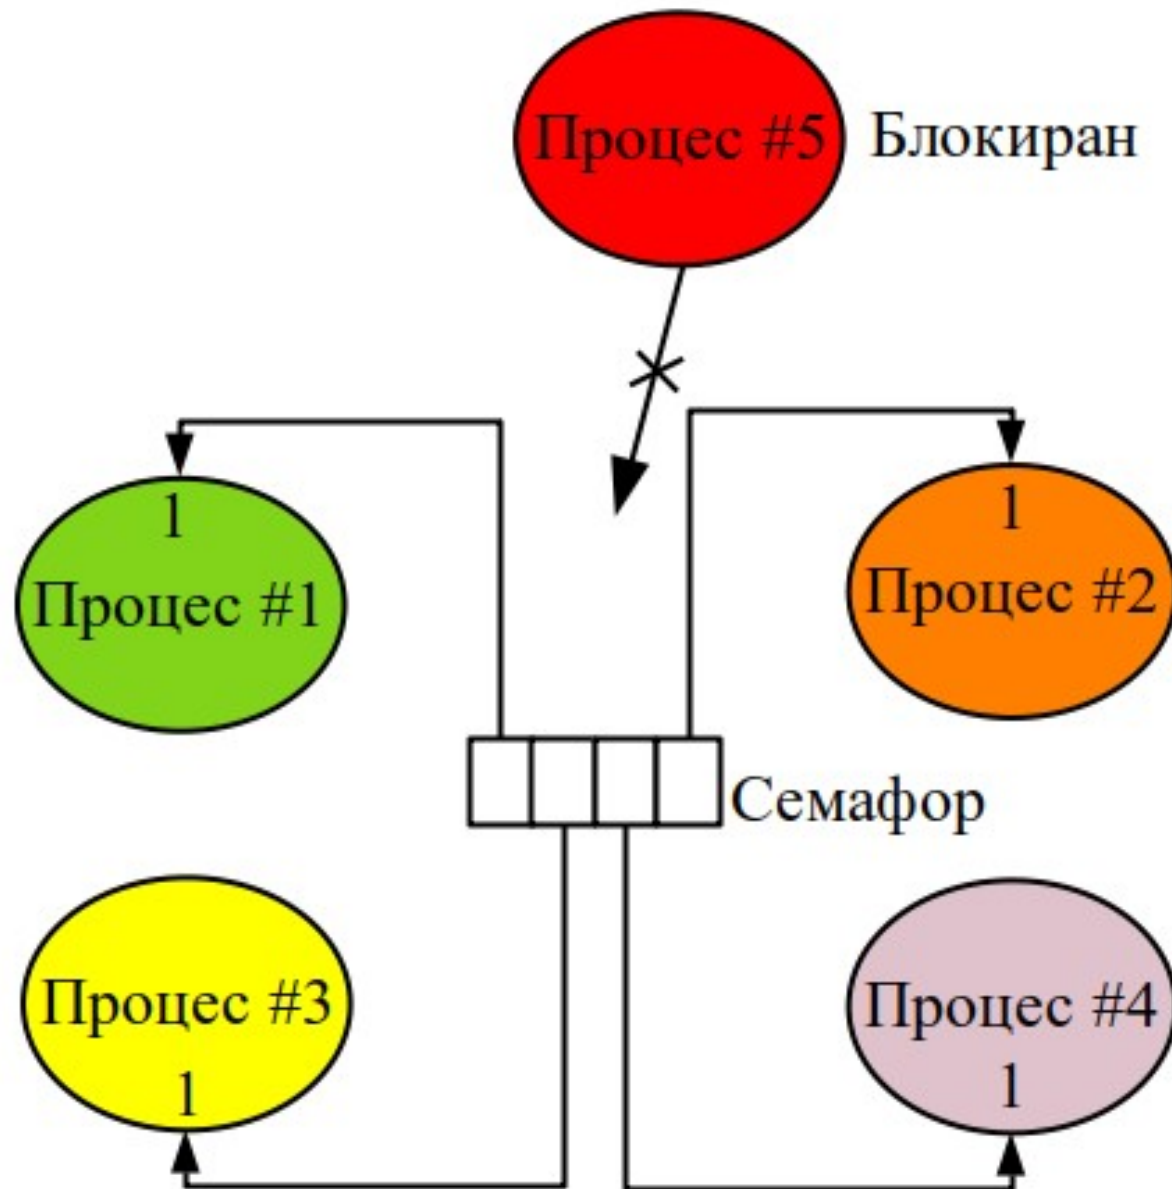 Процес #5
Блокиран
1
Процес #1
1
Процес #2
Семафор
Процес #3
1
Процес #4
1